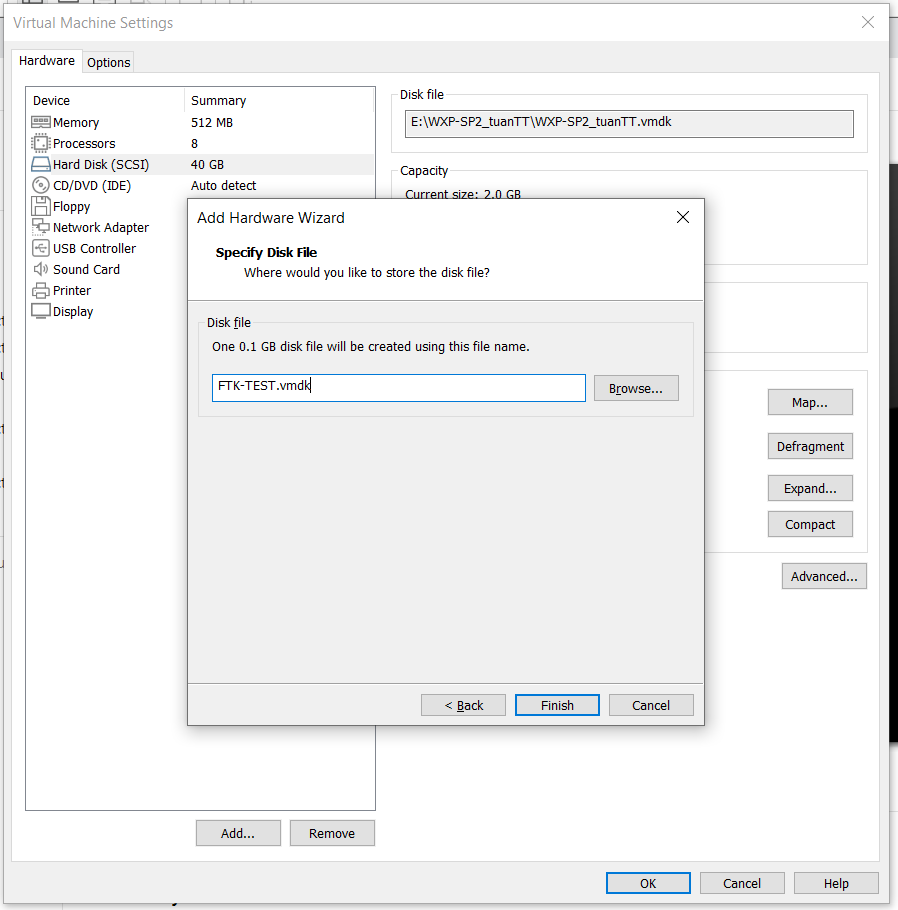 Virtual Machine Settings
Hardware
Options
Device Summary
Memory 512 MB
Processors 8
Hard Disk (SCSI) 40 GB
CD/DVD (IDE) Auto detect
Floppy
Network Adapter
USB Controller
Sound Card
Printer
Display
Add...
Remove
Disk file
E:\WXP-SP2_tuanTT\WXP-SP2_tuanTT.vmdk
Capacity
Current size: 2.0 GB
Map...
Defragment
Expand...
Compact
Advanced...
Add Hardware Wizard
Specify Disk File
Where would you like to store the disk file?
Disk file
One 0.1 GB disk file will be created using this file name.
FTK-TEST.vmdk
Browse...
< Back
Finish
Cancel
OK
Cancel
Help